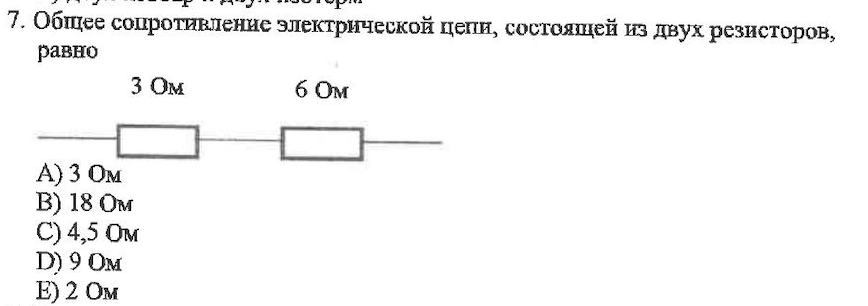 7. Общее сопротивление электрической цепи, состоящей из двух резисторов,
равно
3 Ом 6 Ом
A) 3 Ом
B) 18 Ом
C) 4,5 Ом
D) 9 Ом
E) 2 Ом